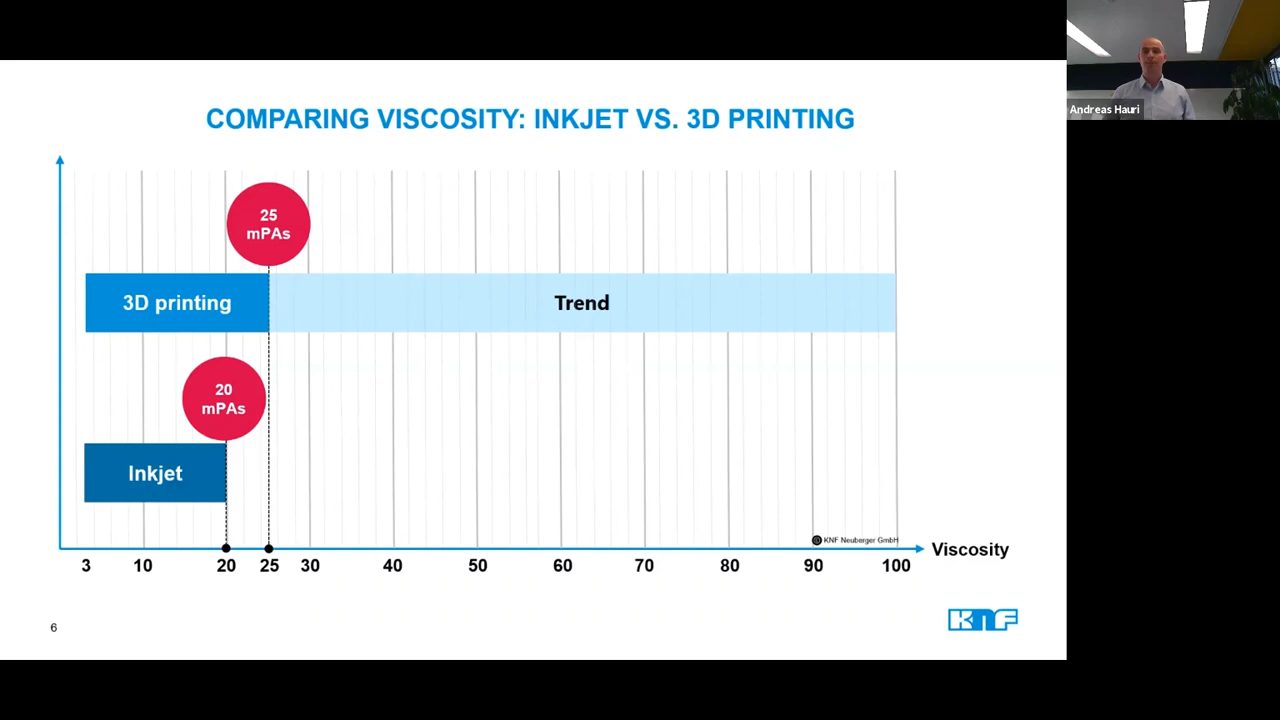 Andreas Hauri
COMPARING VISCOSITY: INKJET VS. 3D PRINTING
25
mPAs
3D printing
Trend
20
mPAs
Inkjet
© KNF Neuberger GmbH
Viscosity
3 10 20 25 30 40 50 60 70 80 90 100
6
KNF